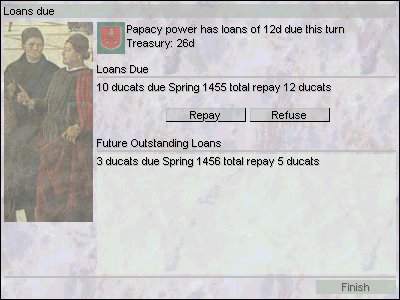 Loans due
Papacy power has loans of 12d due this turn
Treasury: 26d
Loans Due
10 ducats due Spring 1455 total repay 12 ducats
Repay
Refuse
Future Outstanding Loans
3 ducats due Spring 1456 total repay 5 ducats
Finish